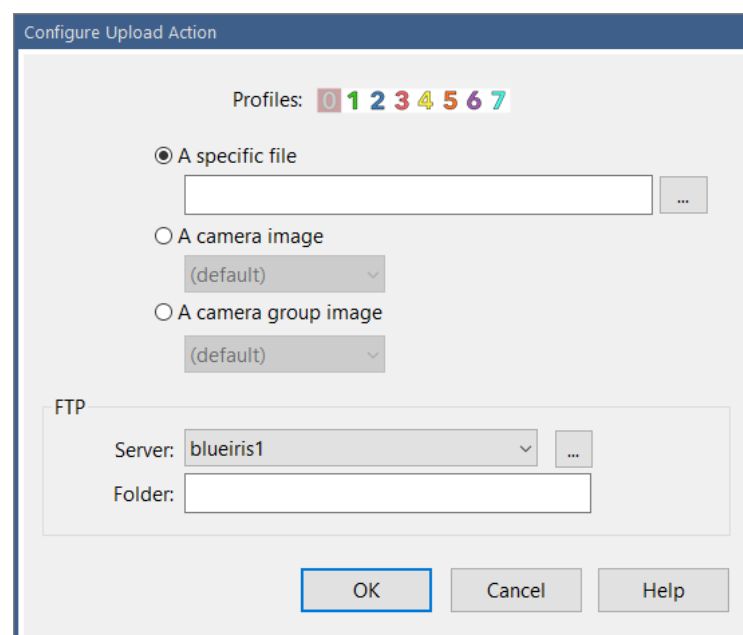 Configure Upload Action
Profiles: 0 1 2 3 4 5 6 7
A specific file
...
A camera image
(default)
A camera group image
(default)
FTP
Server: blueiris1 ...
Folder:
OK Cancel Help